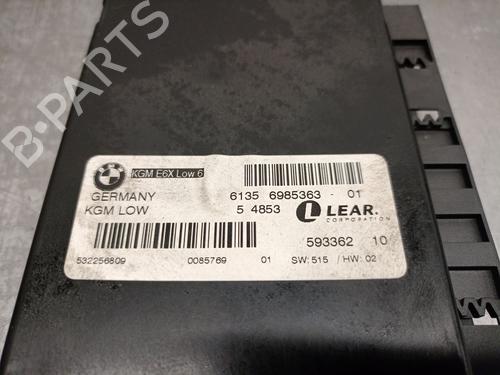 B-PARTS
KGM E6X Low 6
GERMANY 6135 6985363 - 01
KGM LOW 5 4853
LEAR.
CORPORATION
593362 10
532256809 0085769 01 SW: 515 / HW: 02